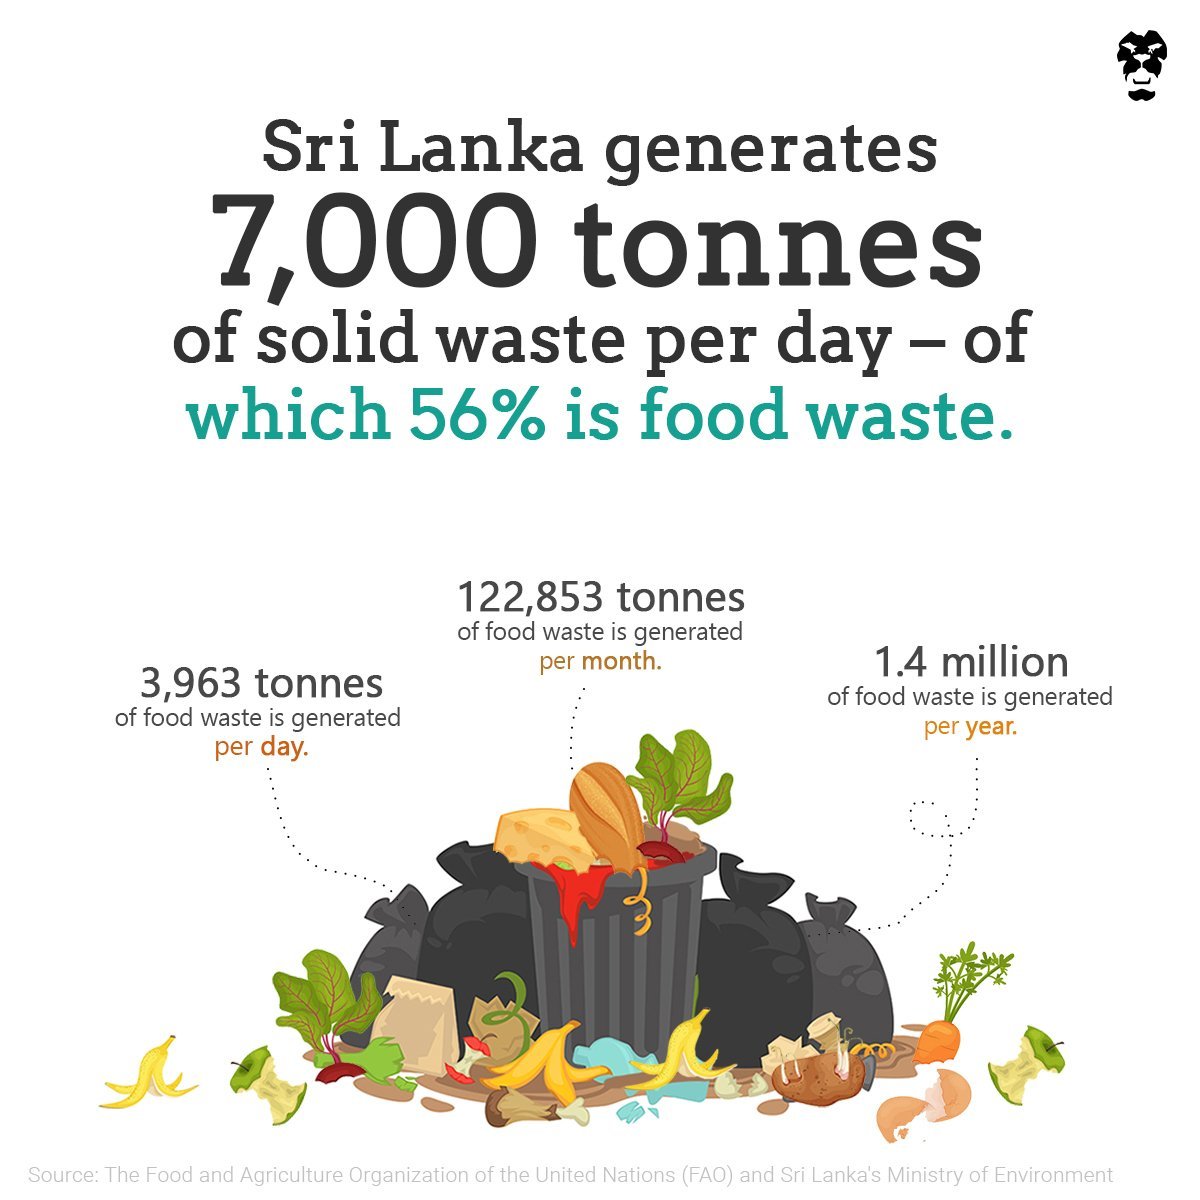 Sri Lanka generates
7,000 tonnes
of solid waste per day – of
which 56% is food waste.
122,853 tonnes
of food waste is generated
per month.
3,963 tonnes
of food waste is generated
per day.
1.4 million
of food waste is generated
per year.
Source: The Food and Agriculture Organization of the United Nations (FAO) and Sri Lanka's Ministry of Environment